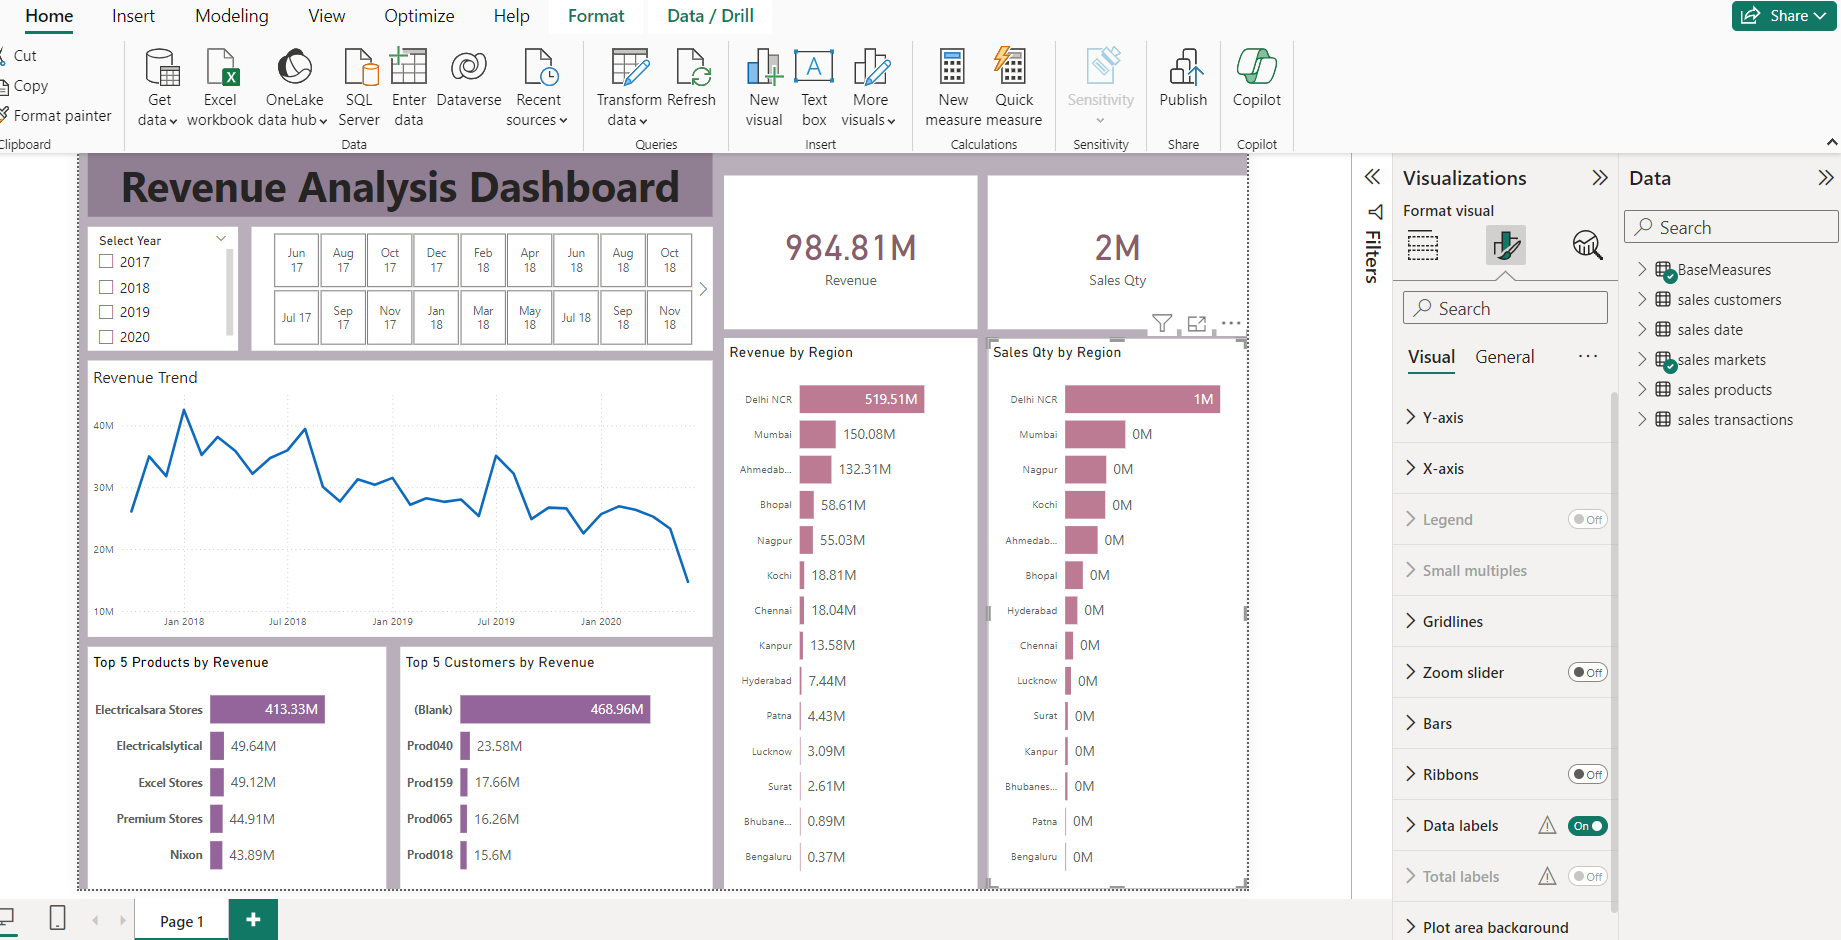 Home
Insert
Modeling
View
Optimize
Help
Format
Data / Drill
Share
Cut
Copy
Format painter
Clipboard
Get data
Excel workbook
OneLake data hub
SQL Server
Enter data
Dataverse
Recent sources
Data
Transform data
Refresh
Queries
New visual
Text box
More visuals
Insert
New measure
Quick measure
Calculations
Sensitivity
Sensitivity
Publish
Share
Copilot
Copilot
Revenue Analysis Dashboard
Select Year
2017
2018
2019
2020
Jun 17
Aug 17
Oct 17
Dec 17
Feb 18
Apr 18
Jun 18
Aug 18
Oct 18
Jul 17
Sep 17
Nov 17
Jan 18
Mar 18
May 18
Jul 18
Sep 18
Nov 18
984.81M
Revenue
2M
Sales Qty
Revenue Trend
40M
30M
20M
10M
Jan 2018
Jul 2018
Jan 2019
Jul 2019
Jan 2020
Top 5 Products by Revenue
Electricalsara Stores 413.33M
Electricalslytical 49.64M
Excel Stores 49.12M
Premium Stores 44.91M
Nixon 43.89M
Top 5 Customers by Revenue
(Blank) 468.96M
Prod040 23.58M
Prod159 17.66M
Prod065 16.26M
Prod018 15.6M
Revenue by Region
Delhi NCR 519.51M
Mumbai 150.08M
Ahmedab... 132.31M
Bhopal 58.61M
Nagpur 55.03M
Kochi 18.81M
Chennai 18.04M
Kanpur 13.58M
Hyderabad 7.44M
Patna 4.43M
Lucknow 3.09M
Surat 2.61M
Bhubane... 0.89M
Bengaluru 0.37M
Sales Qty by Region
Delhi NCR 1M
Mumbai 0M
Nagpur 0M
Kochi 0M
Ahmedab... 0M
Bhopal 0M
Hyderabad 0M
Chennai 0M
Lucknow 0M
Surat 0M
Kanpur 0M
Bhubanes... 0M
Patna 0M
Bengaluru 0M
Filters
Visualizations
Format visual
Search
Visual
General
Y-axis
X-axis
Legend Off
Small multiples
Gridlines
Zoom slider Off
Bars
Ribbons Off
Data labels On
Total labels Off
Plot area background
Data
Search
BaseMeasures
sales customers
sales date
sales markets
sales products
sales transactions
Page 1